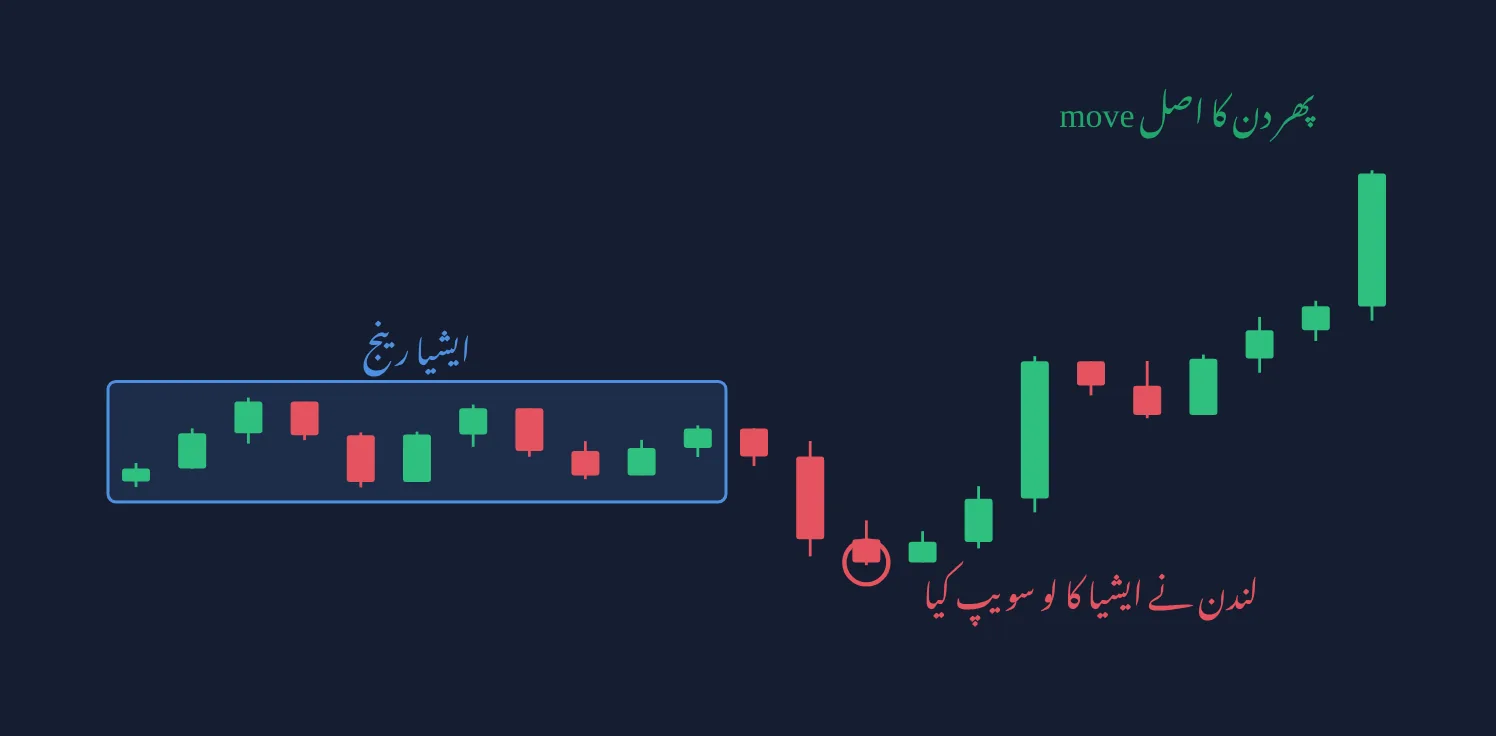 پھر دن کا اصل move
ایشیا رینج
لندن نے ایشیا کا لو سویپ کیا